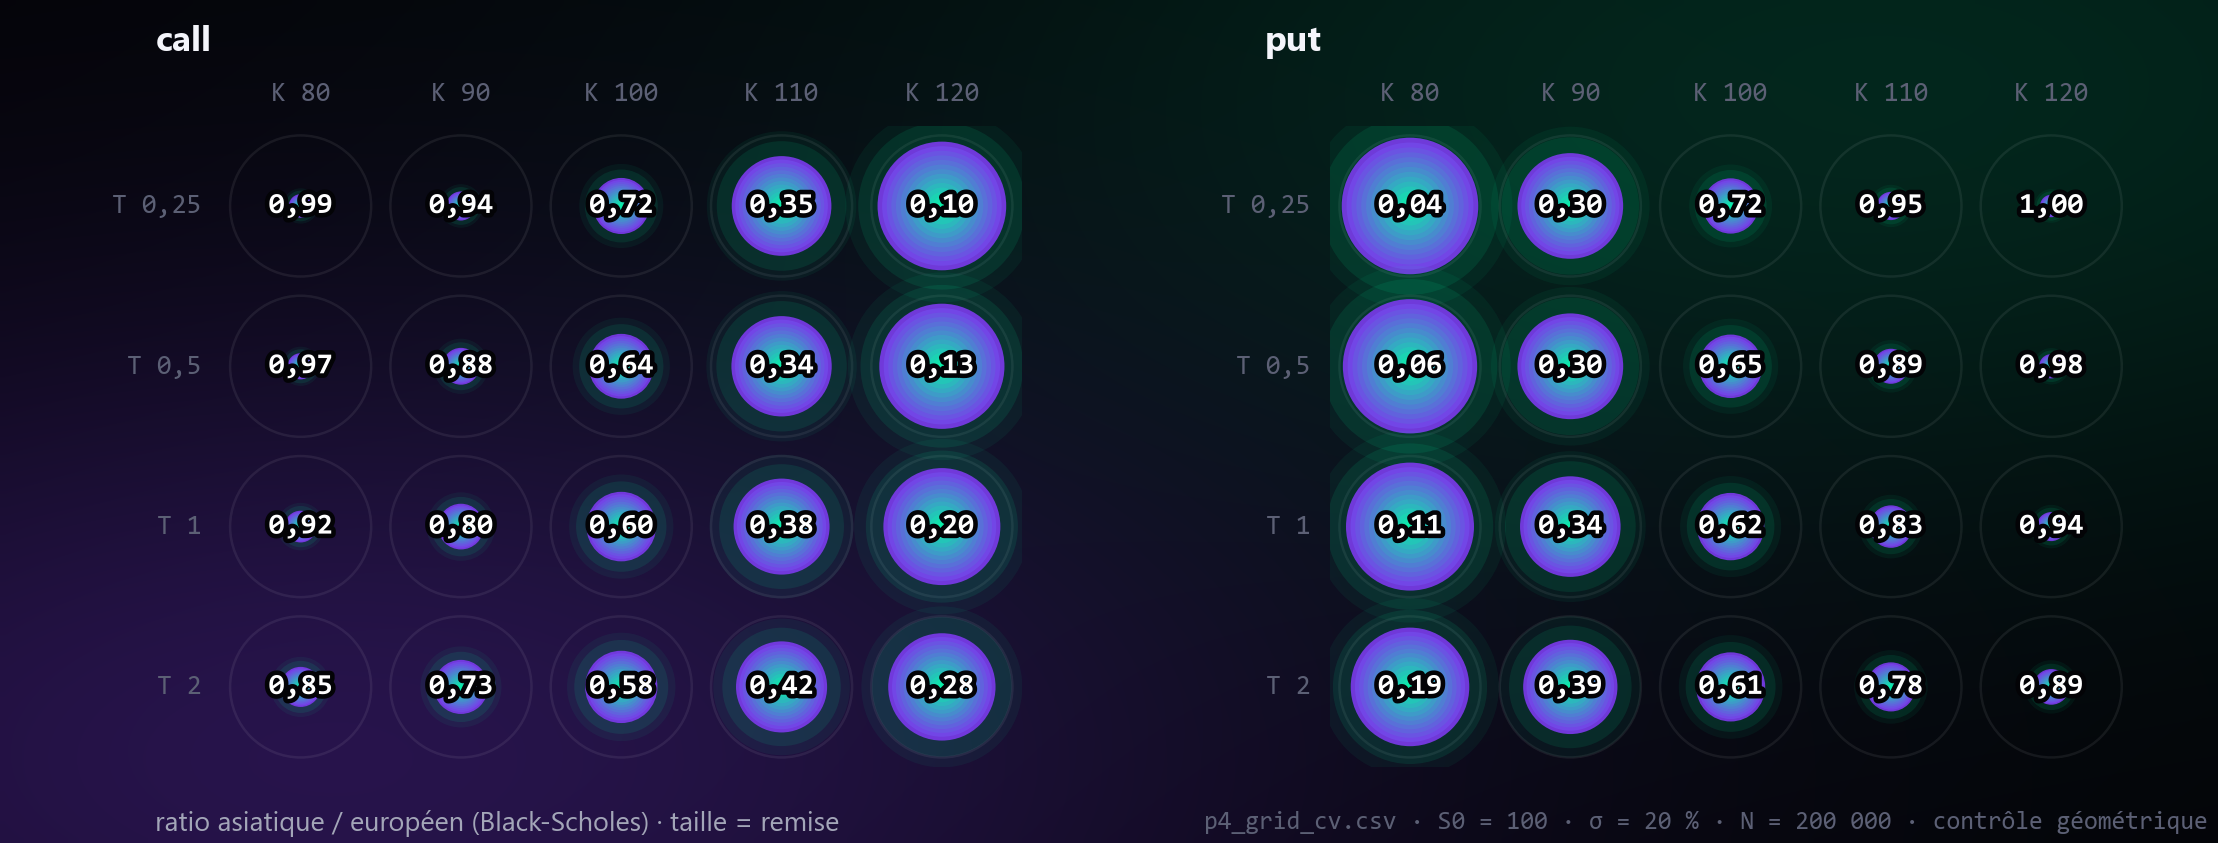 call
K 80 K 90 K 100 K 110 K 120
T 0,25 0,99 0,94 0,72 0,35 0,10
T 0,5 0,97 0,88 0,64 0,34 0,13
T 1 0,92 0,80 0,60 0,38 0,20
T 2 0,85 0,73 0,58 0,42 0,28
ratio asiatique / européen (Black-Scholes) · taille = remise
put
K 80 K 90 K 100 K 110 K 120
T 0,25 0,04 0,30 0,72 0,95 1,00
T 0,5 0,06 0,30 0,65 0,89 0,98
T 1 0,11 0,34 0,62 0,83 0,94
T 2 0,19 0,39 0,61 0,78 0,89
p4_grid_cv.csv · S0 = 100 · σ = 20 % · N = 200 000 · contrôle géométrique